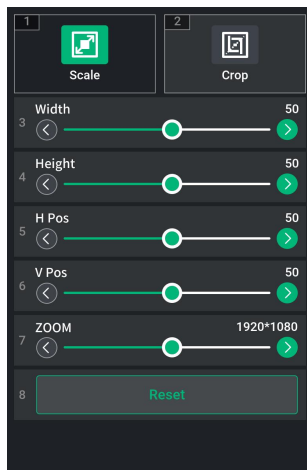 1
2
Scale
Crop
Width 50
3
Height 50
4
H Pos 50
5
V Pos 50
6
ZOOM 1920*1080
7
8 Reset